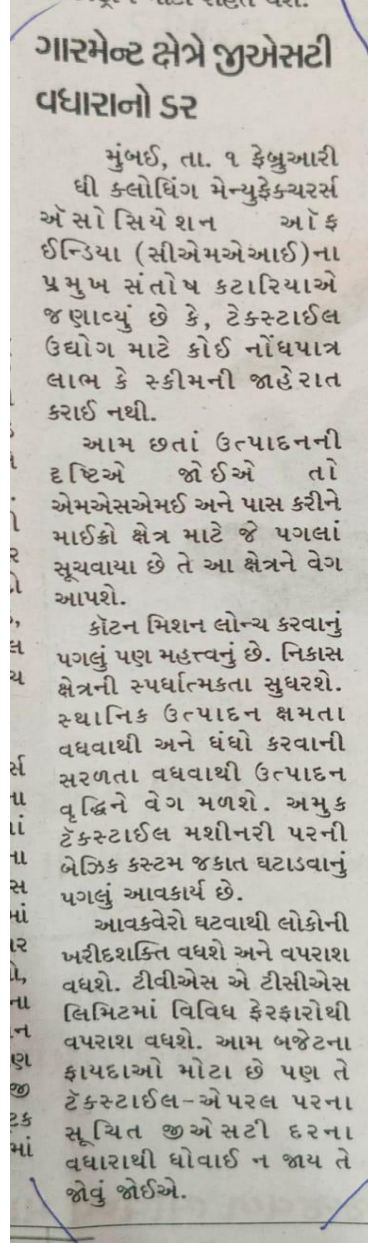 ગારમેન્ટ ક્ષેત્રે જીએસટી
વધારાનો ડર
મુંબઈ, તા. ૧ ફેબ્રુઆરી
ધી ક્લોધિંગ મેન્યુફેક્ચરર્સ
ઍસોસિયેશન ઑફ
ઈન્ડિયા (સીએમએઆઈ)ના
પ્રમુખ સંતોષ કટારિયાએ
જણાવ્યું છે કે, ટેક્સ્ટાઈલ
ઉદ્યોગ માટે કોઈ નોંધપાત્ર
લાભ કે સ્કીમની જાહેરાત
કરાઈ નથી.
આમ છતાં ઉત્પાદનની
દૃષ્ટિએ જોઈએ તો
એમએસએમઈ અને પાસ કરીને
માઈક્રો ક્ષેત્ર માટે જે પગલાં
સૂચવાયા છે તે આ ક્ષેત્રને વેગ
આપશે.
કૉટન મિશન લોન્ચ કરવાનું
પગલું પણ મહત્ત્વનું છે. નિકાસ
ક્ષેત્રની સ્પર્ધાત્મકતા સુધરશે.
સ્થાનિક ઉત્પાદન ક્ષમતા
વધવાથી અને ધંધો કરવાની
સરળતા વધવાથી ઉત્પાદન
વૃદ્ધિને વેગ મળશે. અમુક
ટૅક્સ્ટાઈલ મશીનરી પરની
બેઝિક કસ્ટમ જકાત ઘટાડવાનું
પગલું આવકાર્ય છે.
આવકવેરો ઘટવાથી લોકોની
ખરીદશક્તિ વધશે અને વપરાશ
વધશે. ટીવીએસ એ ટીસીએસ
લિમિટમાં વિવિધ ફેરફારોથી
વપરાશ વધશે. આમ બજેટના
ફાયદાઓ મોટા છે પણ તે
ટૅક્સ્ટાઈલ-એપરલ પરના
સૂચિત જીએસટી દરના
વધારાથી ધોવાઈ ન જાય તે
જોવું જોઈએ.